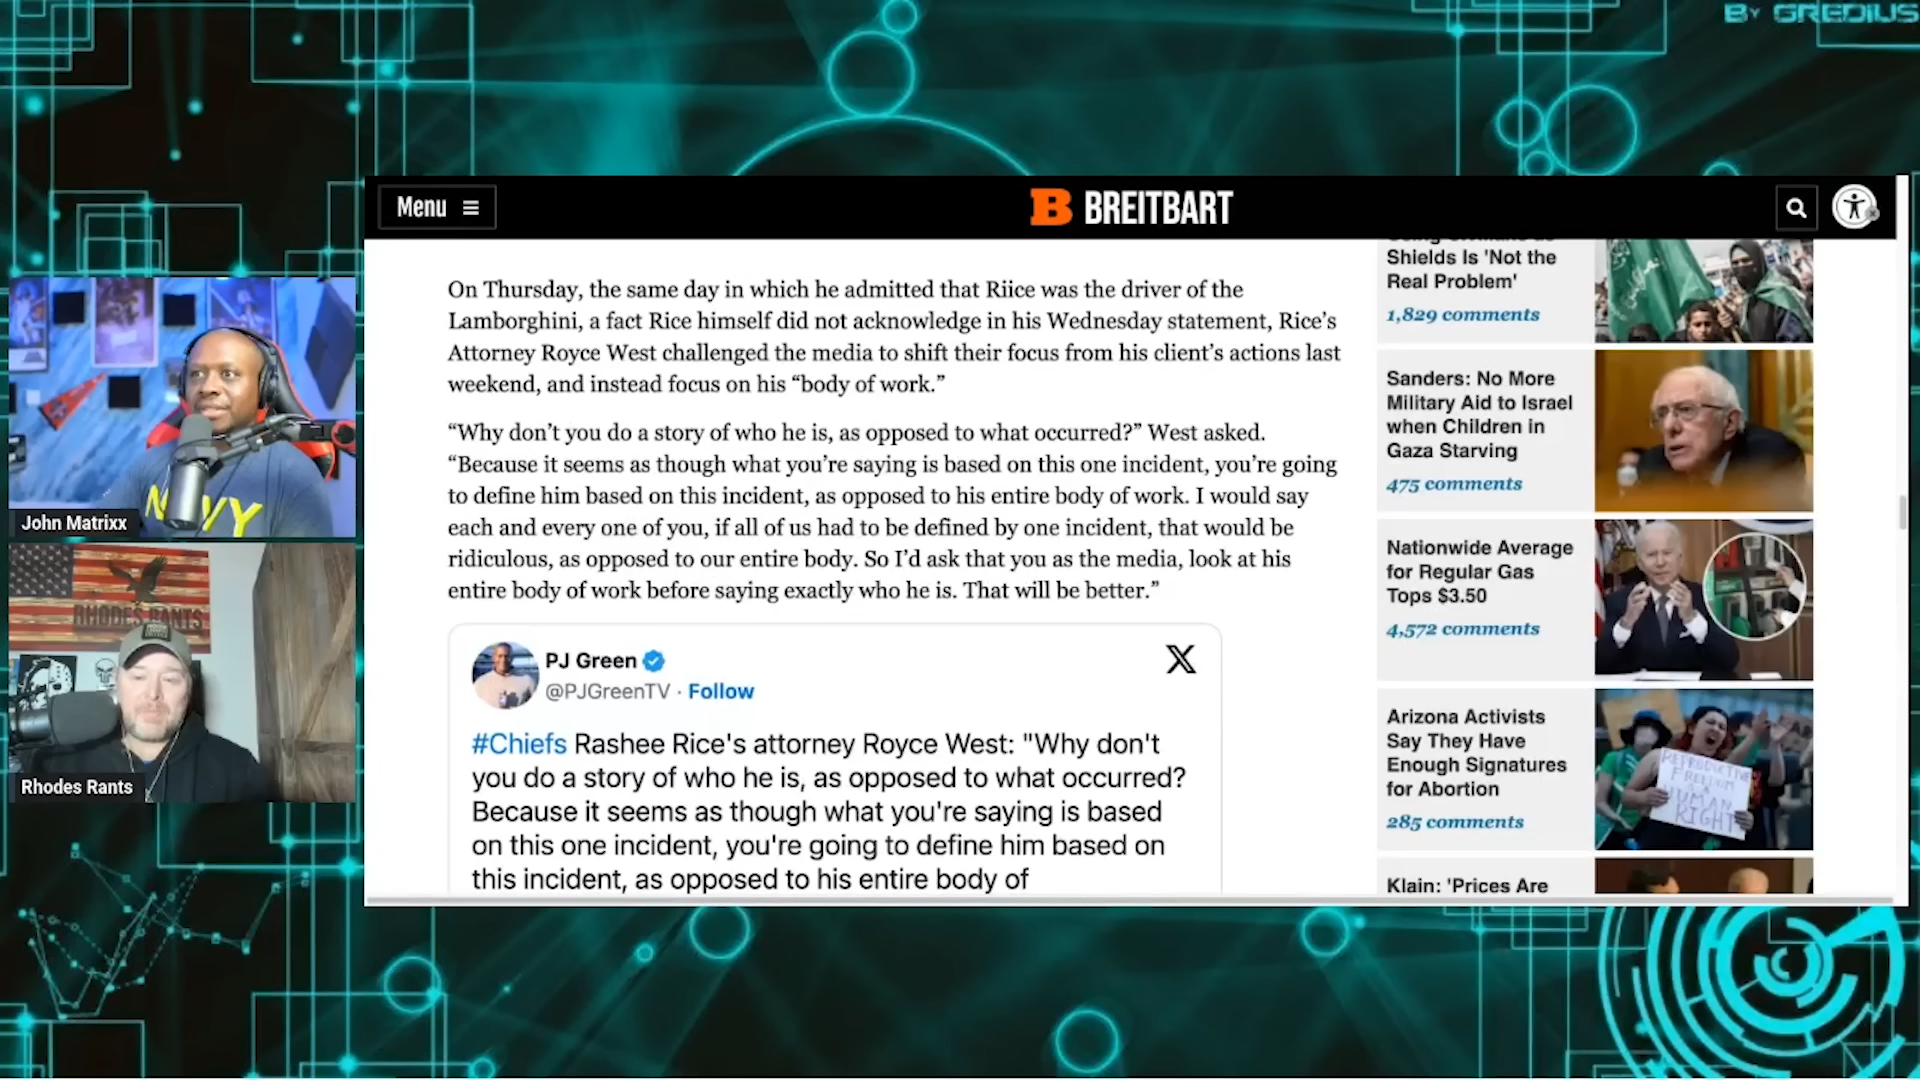 BY GREDIUS
Menu
B BREITBART
On Thursday, the same day in which he admitted that Riice was the driver of the
Lamborghini, a fact Rice himself did not acknowledge in his Wednesday statement, Rice’s
Attorney Royce West challenged the media to shift their focus from his client’s actions last
weekend, and instead focus on his “body of work.”
“Why don’t you do a story of who he is, as opposed to what occurred?” West asked.
“Because it seems as though what you’re saying is based on this one incident, you’re going
to define him based on this incident, as opposed to his entire body of work. I would say
each and every one of you, if all of us had to be defined by one incident, that would be
ridiculous, as opposed to our entire body. So I’d ask that you as the media, look at his
entire body of work before saying exactly who he is. That will be better.”
PJ Green
@PJGreenTV · Follow
X
#Chiefs Rashee Rice's attorney Royce West: "Why don't
you do a story of who he is, as opposed to what occurred?
Because it seems as though what you're saying is based
on this one incident, you're going to define him based on
this incident, as opposed to his entire body of
Shields Is 'Not the
Real Problem'
1,829 comments
Sanders: No More
Military Aid to Israel
when Children in
Gaza Starving
475 comments
Nationwide Average
for Regular Gas
Tops $3.50
4,572 comments
Arizona Activists
Say They Have
Enough Signatures
for Abortion
285 comments
REPRODUCTIVE
FREEDOM
IS A
HUMAN
RIGHT
Klain: 'Prices Are
NAVY
John Matrixx
RHODES RANTS
Rhodes Rants